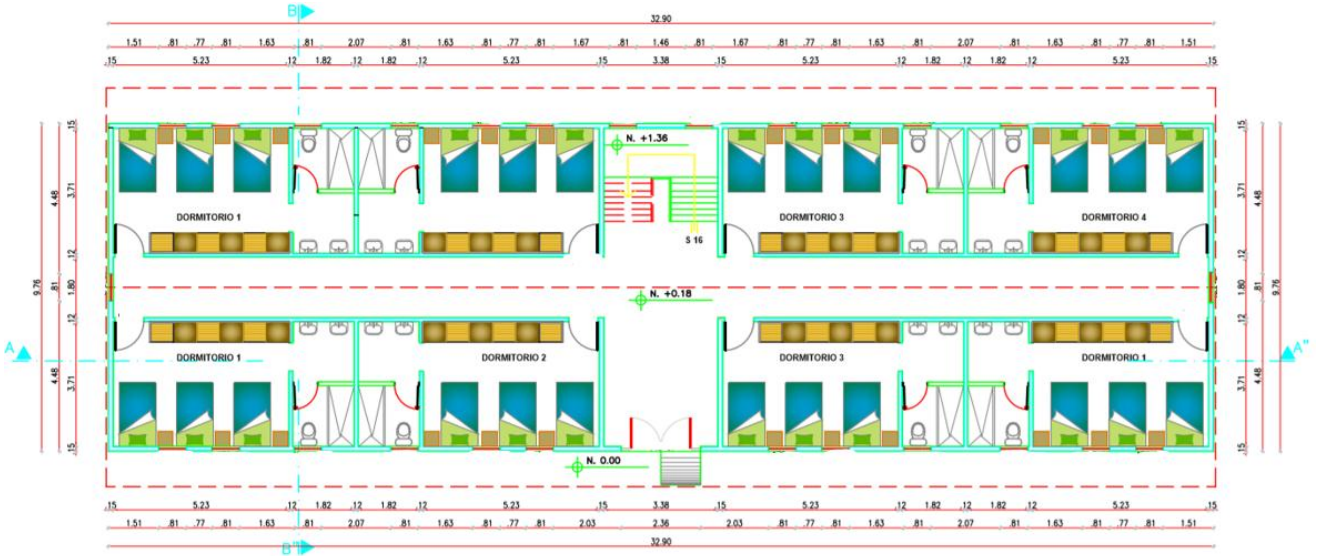 B
32.90
1.51 .81 .77 .81 1.63 .81 2.07 .81 1.63 .81 .77 .81 1.67 .81 1.46 .81 1.67 .81 .77 .81 1.63 .81 2.07 .81 1.63 .81 .77 .81 1.51
.15 5.23 .12 1.82 .12 1.82 .12 5.23 .15 3.38 .15 5.23 .12 1.82 .12 1.82 .12 5.23 .15
.15
.15
N. +1.36
3.71
4.48
3.71
4.48
DORMITORIO 1
DORMITORIO 3
DORMITORIO 4
S 16
.12
.12
9.76
.81
1.80
1.80
.81
9.76
N. +0.18
.12
.12
A
DORMITORIO 1
DORMITORIO 2
DORMITORIO 3
DORMITORIO 1
A"
4.48
3.71
3.71
4.48
.15
.15
N. 0.00
.15 5.23 .12 1.82 .12 1.82 .12 5.23 .15 3.38 .15 5.23 .12 1.82 .12 1.82 .12 5.23 .15
1.51 .81 .77 .81 1.63 .81 2.07 .81 1.63 .81 .77 .81 2.03 2.36 2.03 .81 .77 .81 1.63 .81 2.07 .81 1.63 .81 .77 .81 1.51
32.90
B"